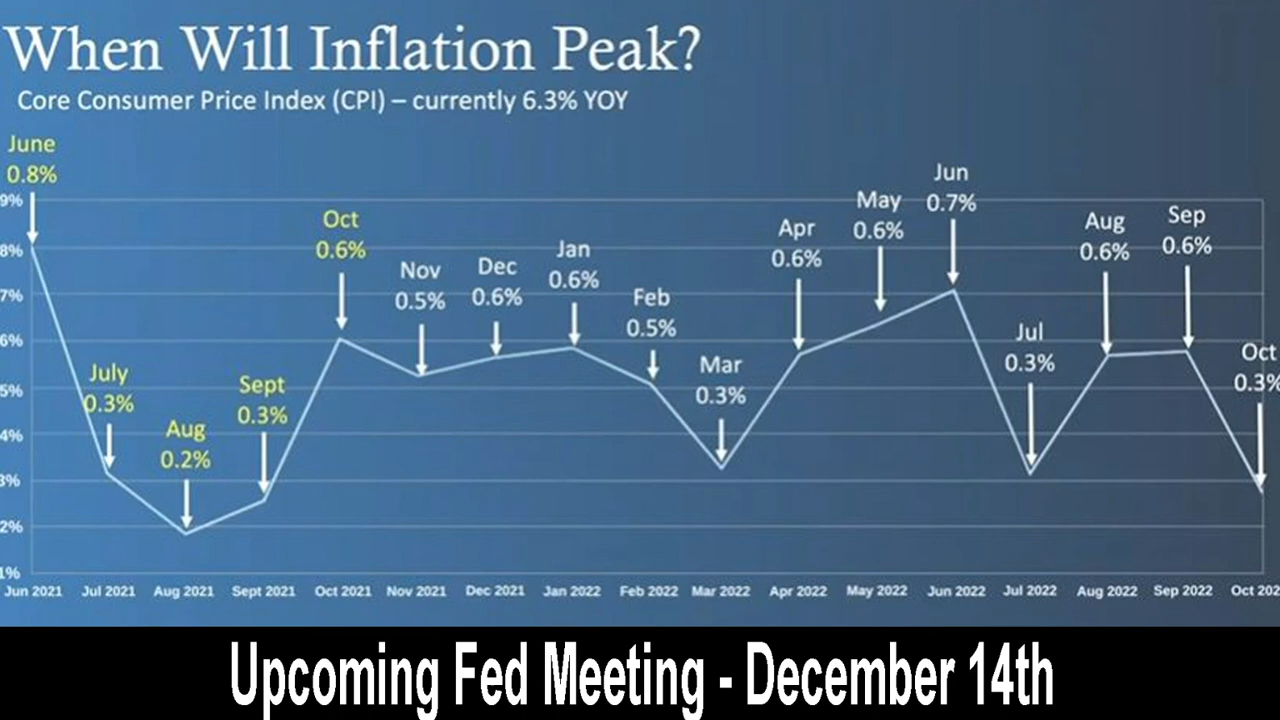 When Will Inflation Peak?
Core Consumer Price Index (CPI) – currently 6.3% YOY
June
0.8%
July
0.3%
Aug
0.2%
Sept
0.3%
Oct
0.6%
Nov
0.5%
Dec
0.6%
Jan
0.6%
Feb
0.5%
Mar
0.3%
Apr
0.6%
May
0.6%
Jun
0.7%
Jul
0.3%
Aug
0.6%
Sep
0.6%
Oct
0.3%
9%
8%
7%
6%
5%
4%
3%
2%
1%
Jun 2021 Jul 2021 Aug 2021 Sept 2021 Oct 2021 Nov 2021 Dec 2021 Jan 2022 Feb 2022 Mar 2022 Apr 2022 May 2022 Jun 2022 Jul 2022 Aug 2022 Sep 2022 Oct 202
Upcoming Fed Meeting - December 14th